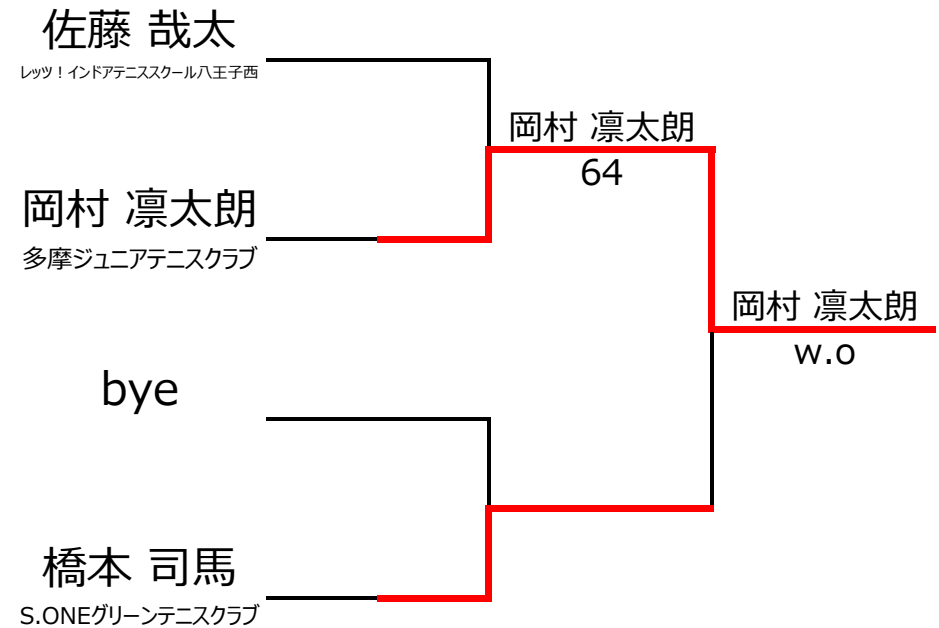 佐藤 哉太
レッツ！インドアテニススクール八王子西
岡村 凛太朗
64
岡村 凛太朗
多摩ジュニアテニスクラブ
岡村 凛太朗
w.o
bye
橋本 司馬
S.ONEグリーンテニスクラブ